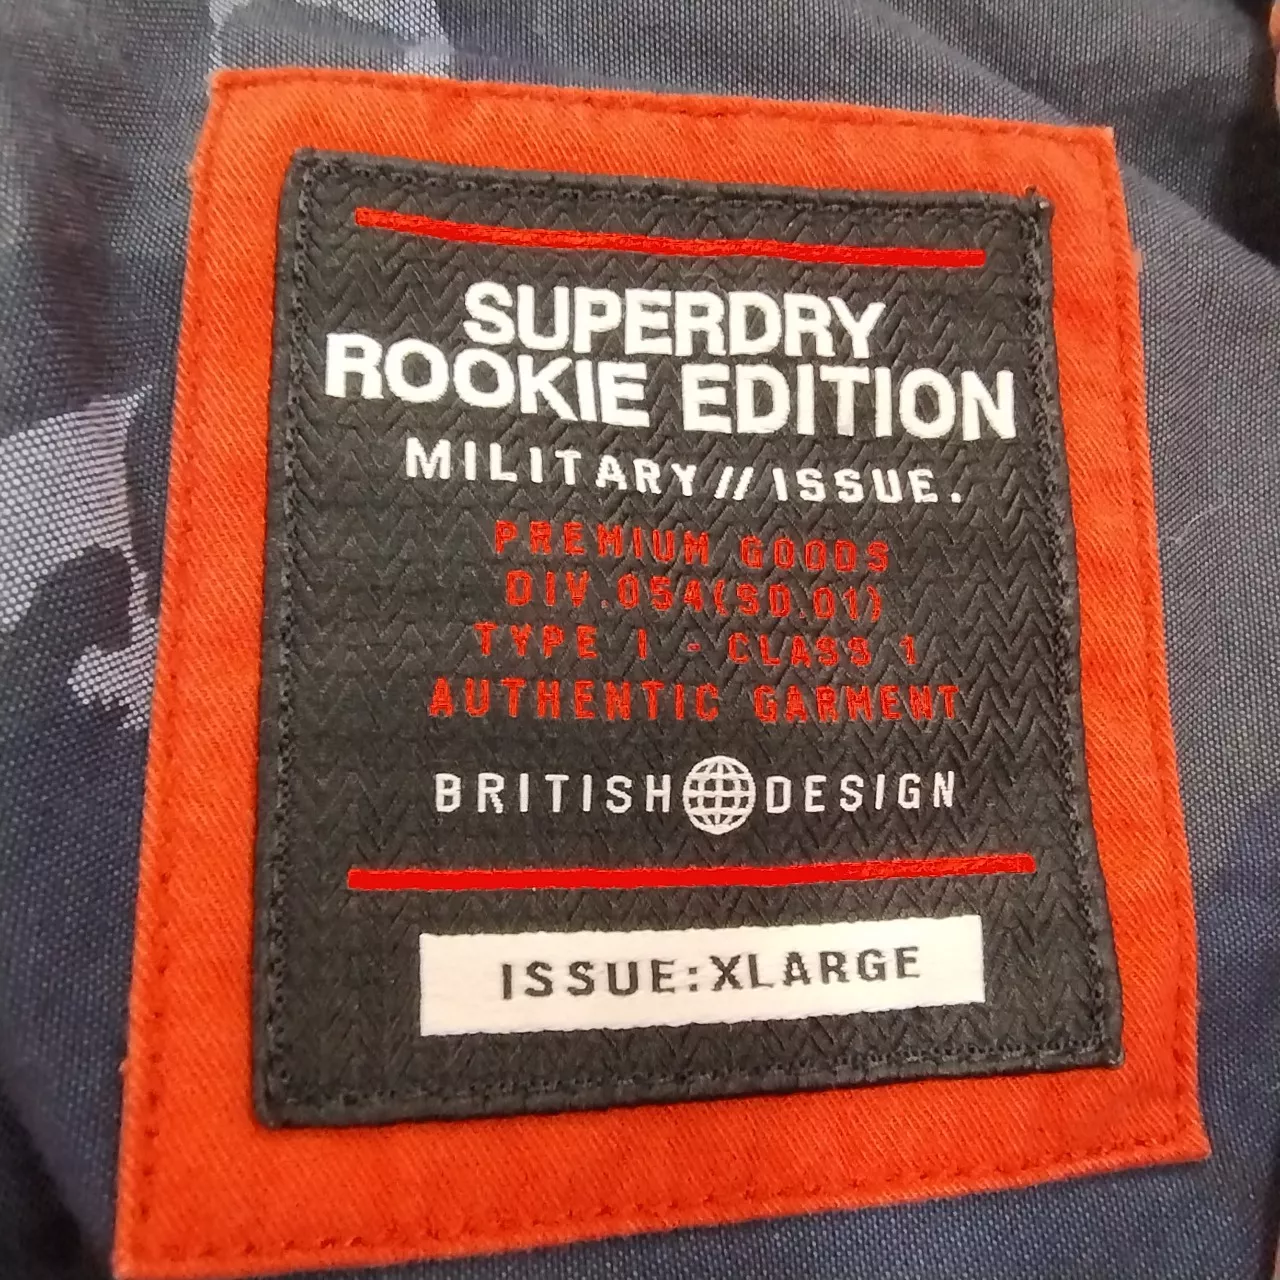 SUPERDRY
ROOKIE EDITION
MILITARY//ISSUE.
PREMIUM GOODS
DIV.054(SD.01)
TYPE I - CLASS 1
AUTHENTIC GARMENT
BRITISH DESIGN
ISSUE:XLARGE